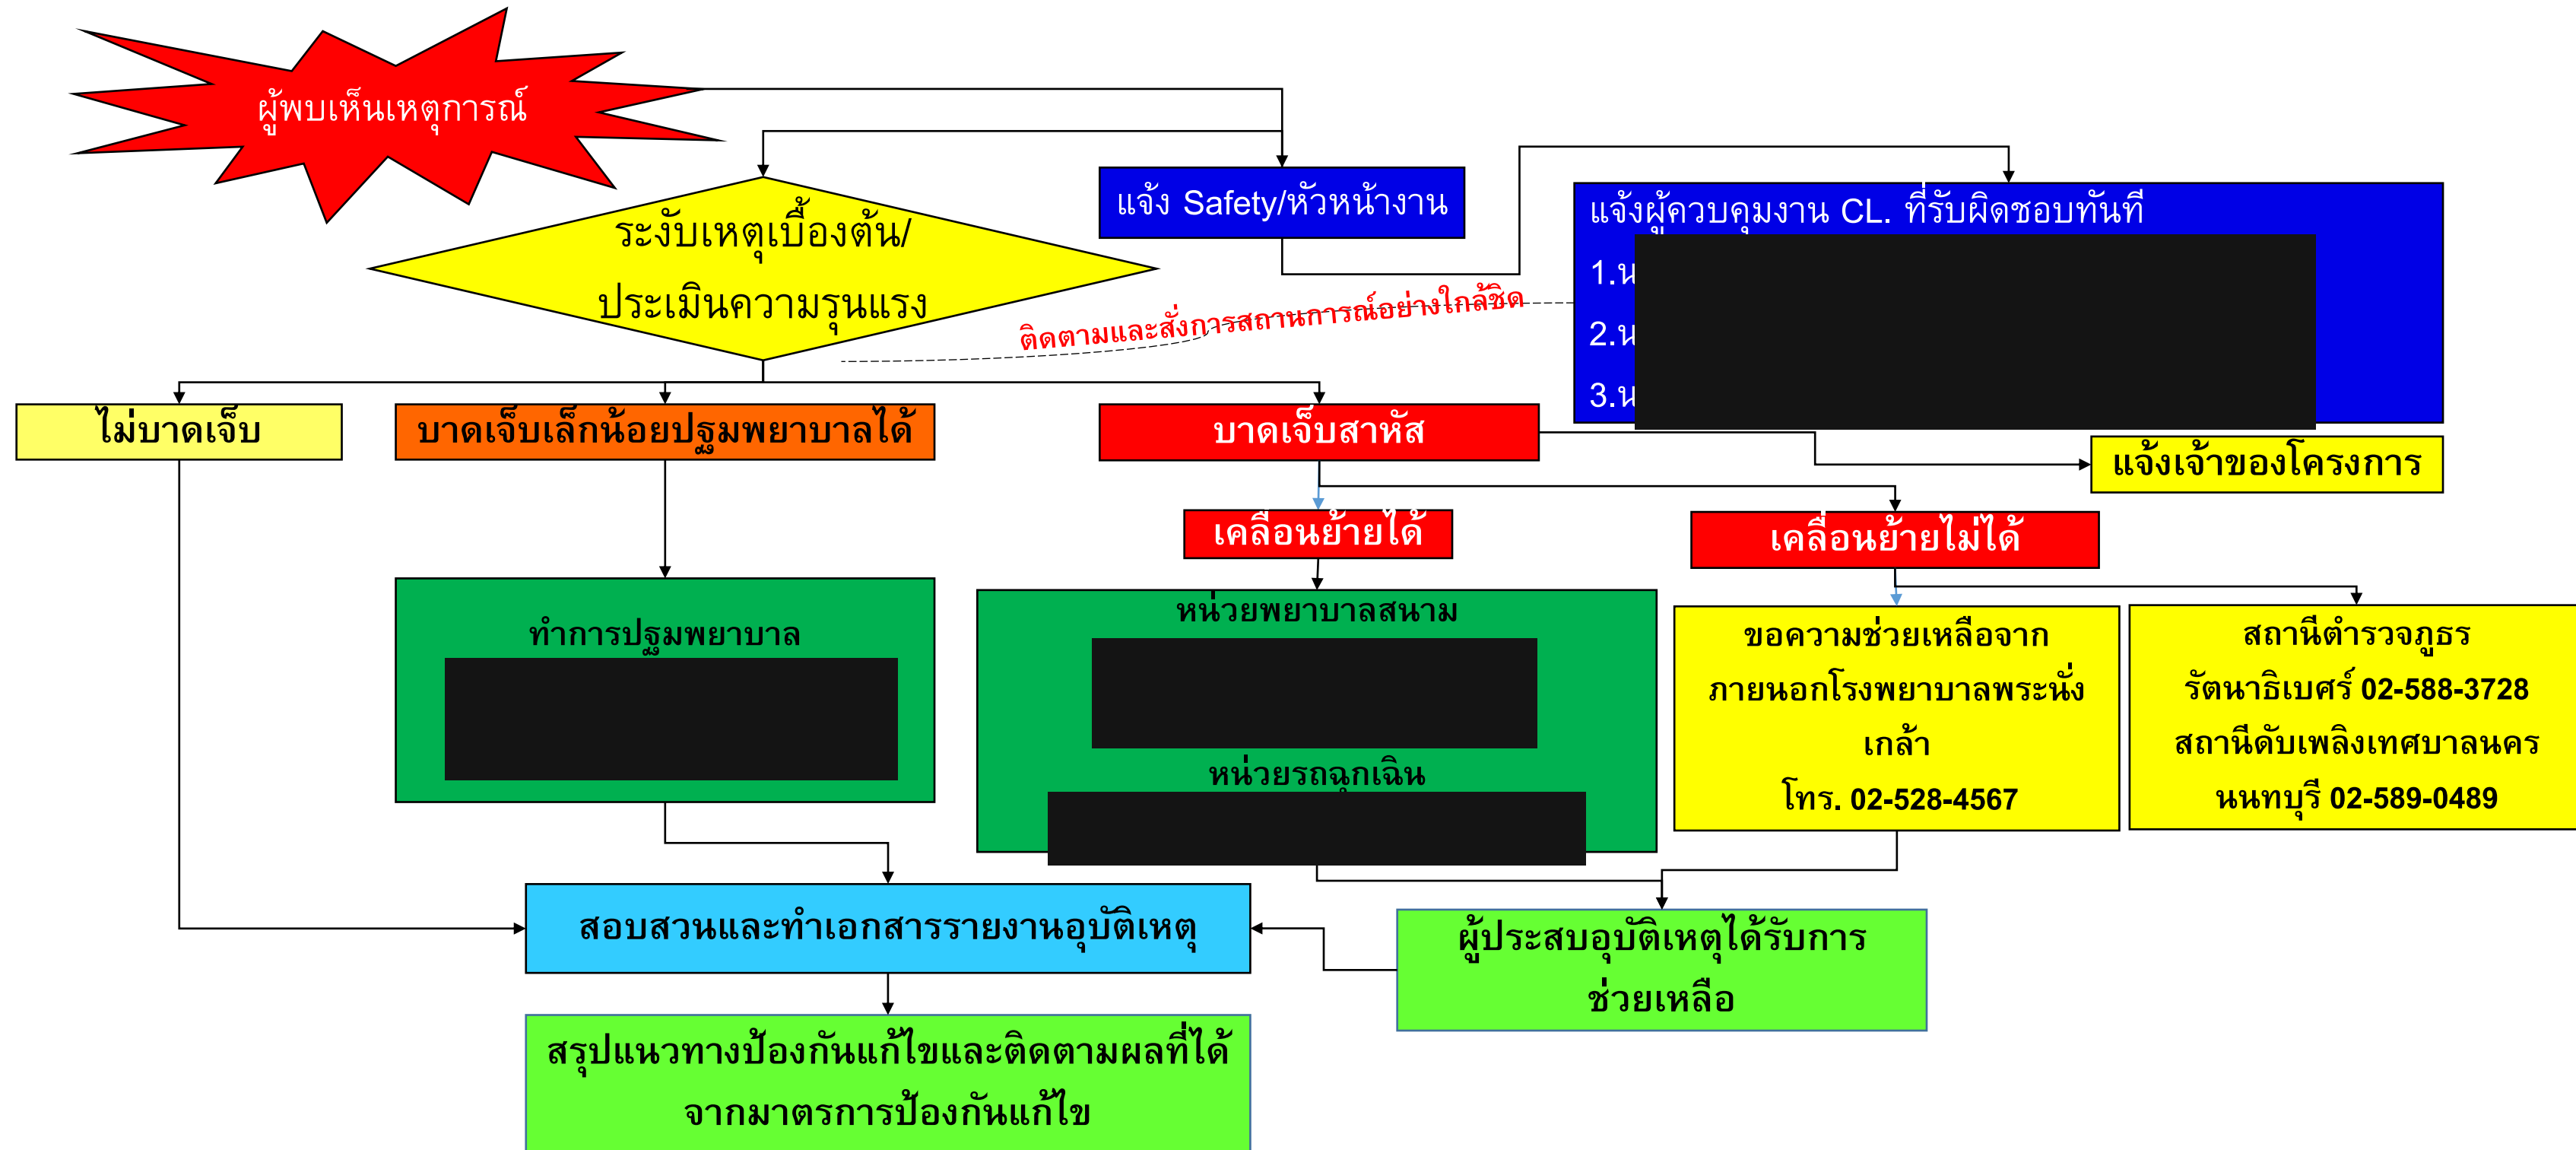 ผู้พบเห็นเหตุการณ์
แจ้ง Safety/หัวหน้างาน
ระงับเหตุเบื้องต้น/
ประเมินความรุนแรง
แจ้งผู้ควบคุมงาน CL. ที่รับผิดชอบทันที
1.น
2.น
3.น
ติดตามและสั่งการสถานการณ์อย่างใกล้ชิด
ไม่บาดเจ็บ
บาดเจ็บเล็กน้อยปฐมพยาบาลได้
บาดเจ็บสาหัส
แจ้งเจ้าของโครงการ
เคลื่อนย้ายได้
เคลื่อนย้ายไม่ได้
ทำการปฐมพยาบาล
หน่วยพยาบาลสนาม
หน่วยรถฉุกเฉิน
ขอความช่วยเหลือจาก
ภายนอกโรงพยาบาลพระนั่ง
เกล้า
โทร. 02-528-4567
สถานีตำรวจภูธร
รัตนาธิเบศร์ 02-588-3728
สถานีดับเพลิงเทศบาลนคร
นนทบุรี 02-589-0489
สอบสวนและทำเอกสารรายงานอุบัติเหตุ
ผู้ประสบอุบัติเหตุได้รับการ
ช่วยเหลือ
สรุปแนวทางป้องกันแก้ไขและติดตามผลที่ได้
จากมาตรการป้องกันแก้ไข